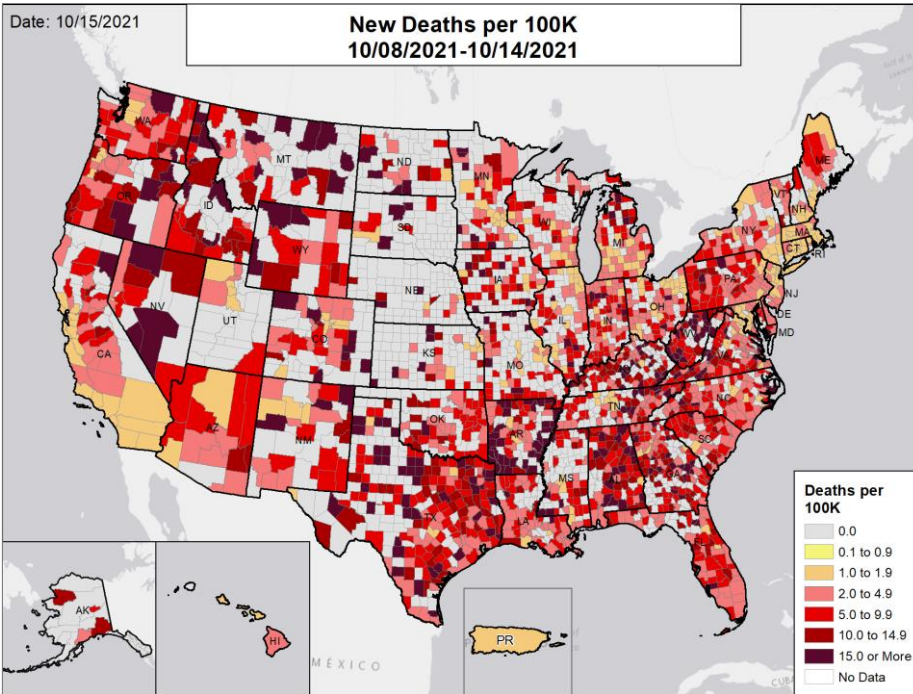 Date: 10/15/2021
New Deaths per 100K
10/08/2021-10/14/2021
WA
MT
ND
MN
ME
OR
ID
WY
SD
WI
MI
NY
VT
NH
MA
CT
RI
NV
UT
CO
NE
IA
IL
IN
OH
PA
NJ
DE
MD
CA
AZ
NM
KS
MO
OK
AR
TN
VA
NC
SC
TX
LA
MS
AL
AK
HI
PR
MÉXICO
Deaths per
100K
0.0
0.1 to 0.9
1.0 to 1.9
2.0 to 4.9
5.0 to 9.9
10.0 to 14.9
15.0 or More
No Data